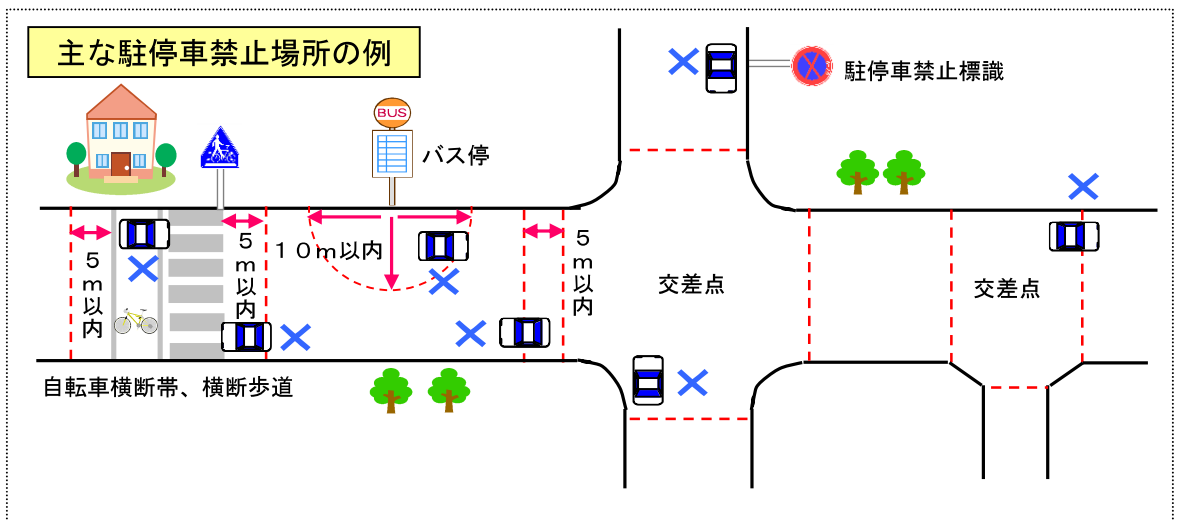 主な駐停車禁止場所の例
駐停車禁止標識
BUS
バス停
5m以内
5m以内
10m以内
5m以内
交差点
交差点
自転車横断帯、横断歩道